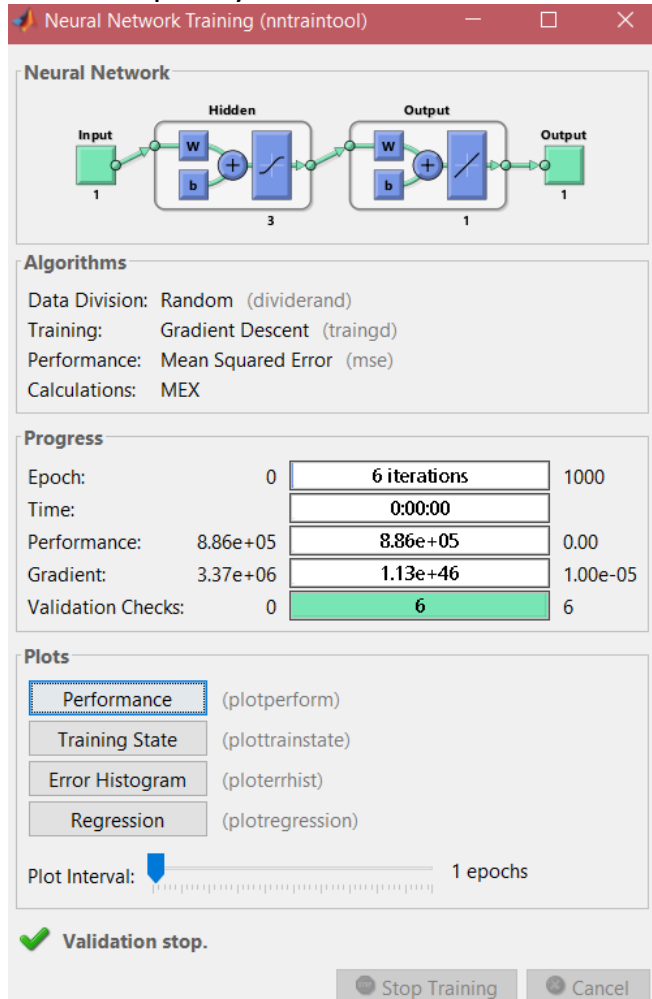 Neural Network Training (nntraintool)
Neural Network
Hidden
Output
Input
W
b
W
b
Output
1
3
1
1
Algorithms
Data Division: Random (dividerand)
Training: Gradient Descent (traingd)
Performance: Mean Squared Error (mse)
Calculations: MEX
Progress
Epoch: 0 6 iterations 1000
Time: 0:00:00
Performance: 8.86e+05 8.86e+05 0.00
Gradient: 3.37e+06 1.13e+46 1.00e-05
Validation Checks: 0 6 6
Plots
Performance (plotperform)
Training State (plottrainstate)
Error Histogram (ploterrhist)
Regression (plotregression)
Plot Interval: 1 epochs
Validation stop.
Stop Training Cancel